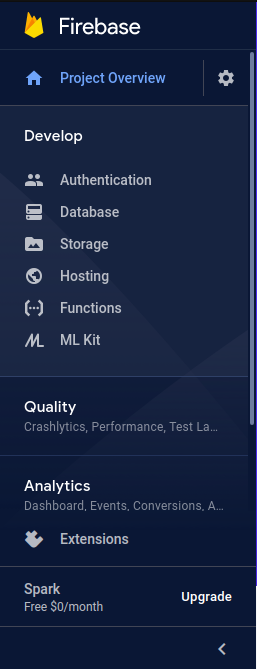 Firebase
Project Overview
Develop
Authentication
Database
Storage
Hosting
Functions
ML Kit
Quality
Crashlytics, Performance, Test La...
Analytics
Dashboard, Events, Conversions, A...
Extensions
Spark
Free $0/month
Upgrade